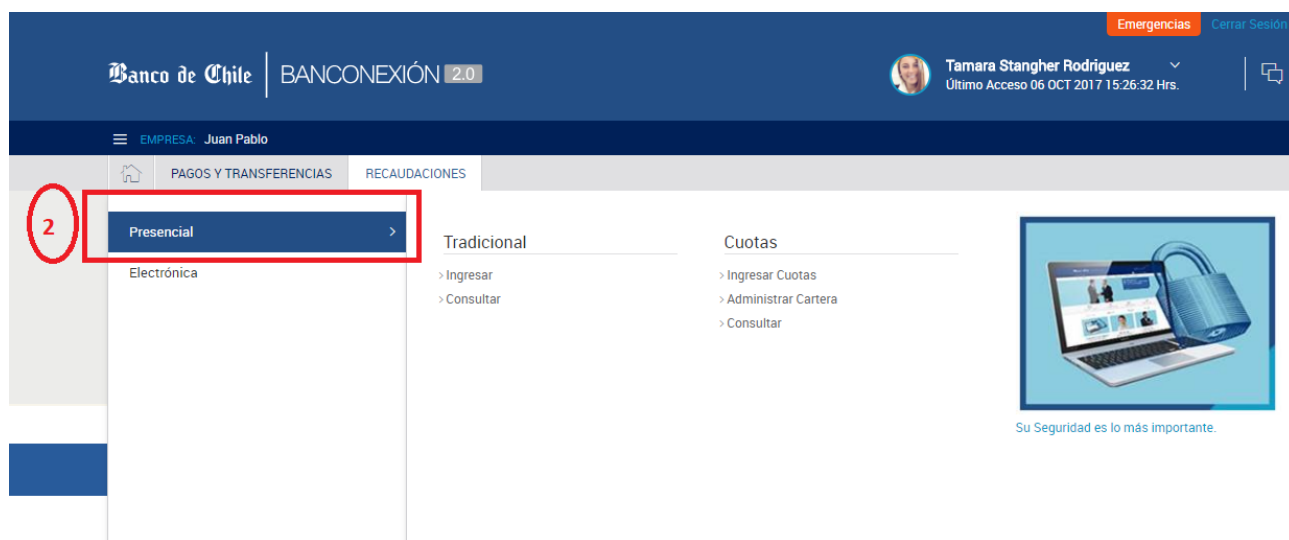 Emergencias Cerrar Sesión
Banco de Chile BANCONEXIÓN 2.0
Tamara Stangher Rodriguez
Último Acceso 06 OCT 2017 15:26:32 Hrs.
EMPRESA: Juan Pablo
PAGOS Y TRANSFERENCIAS RECAUDACIONES
2
Presencial >
Electrónica
Tradicional
> Ingresar
> Consultar
Cuotas
> Ingresar Cuotas
> Administrar Cartera
> Consultar
Su Seguridad es lo más importante.